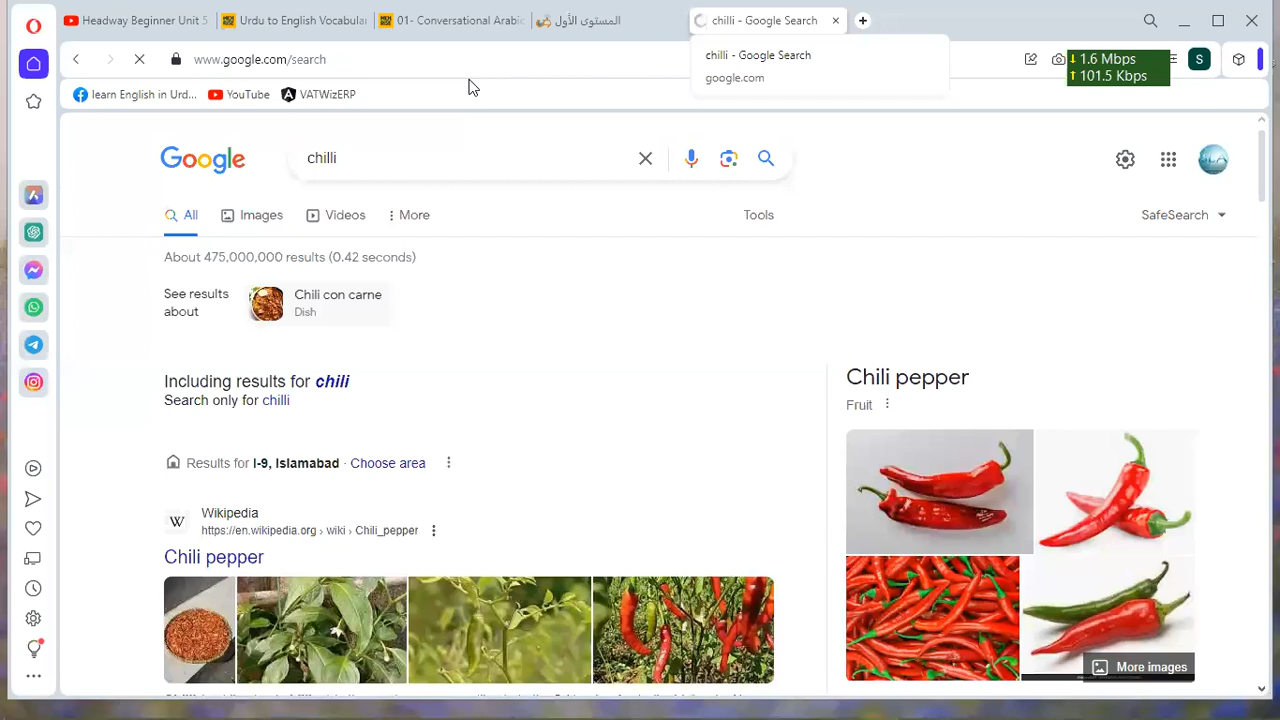 Headway Beginner Unit 5
Urdu to English Vocabular
01- Conversational Arabic
المستوى الأول
chilli - Google Search
chilli - Google Search
google.com
www.google.com/search
1.6 Mbps
101.5 Kbps
S
learn English in Urd...
YouTube
VATWizERP
Google
chilli
All
Images
Videos
More
Tools
SafeSearch
About 475,000,000 results (0.42 seconds)
See results about
Chili con carne
Dish
Including results for chili
Search only for chilli
Chili pepper
Fruit
Results for I-9, Islamabad · Choose area
W
Wikipedia
https://en.wikipedia.org › wiki › Chili_pepper
Chili pepper
More images